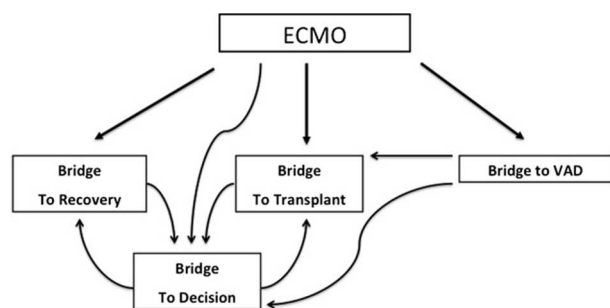 ECMO
Bridge
To Recovery
Bridge
To Transplant
Bridge to VAD
Bridge
To Decision